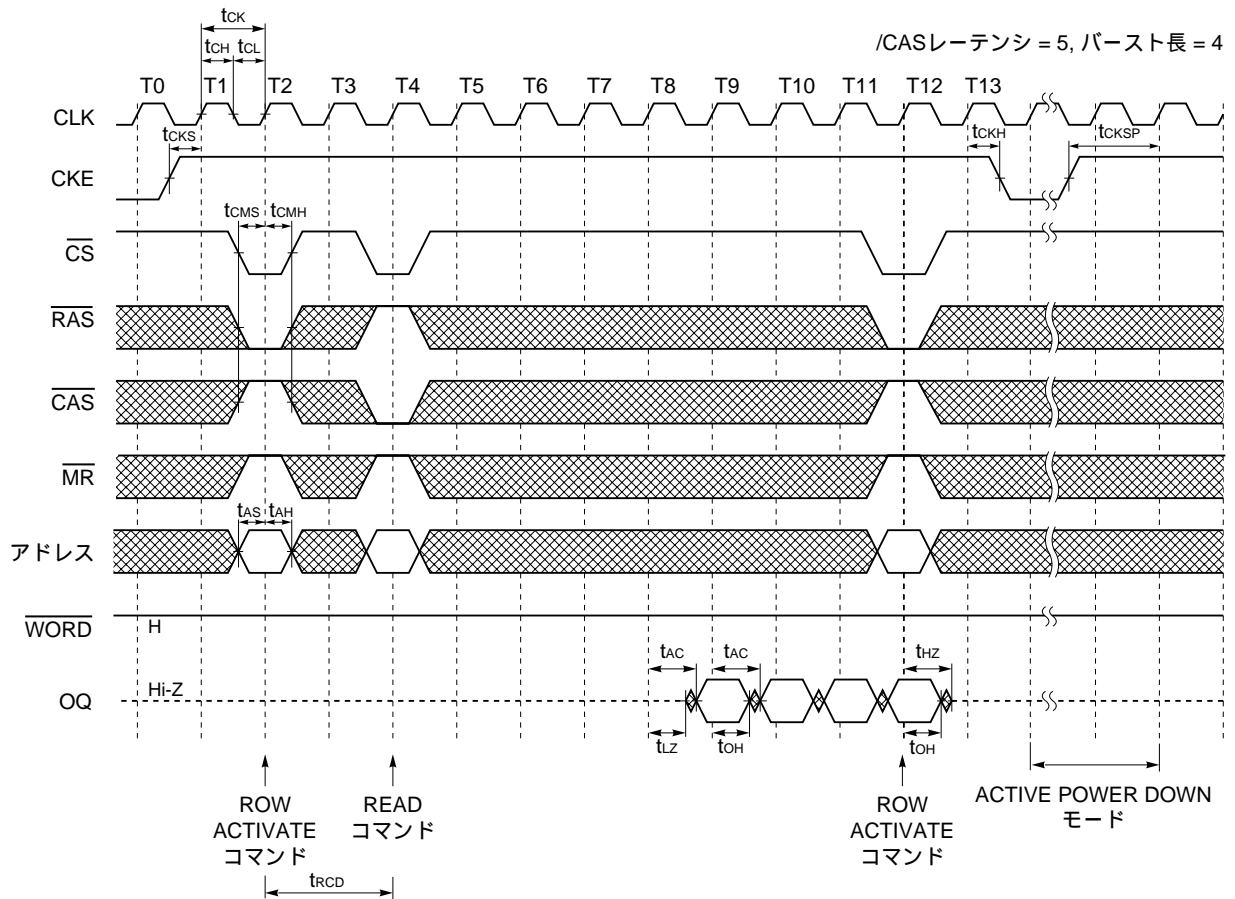 tCK
tCH tCL
/CASレーテンシ = 5, バースト長 = 4
T0 T1 T2 T3 T4 T5 T6 T7 T8 T9 T10 T11 T12 T13
CLK
tCKS tCKH tCKSP
CKE
tCMS tCMH
CS
RAS
CAS
MR
tAS tAH
アドレス
WORD H
tAC tAC tHZ
OQ Hi-Z
tLZ tOH tOH
ROW
ACTIVATE
コマンド
READ
コマンド
ROW
ACTIVATE
コマンド
ACTIVE POWER DOWN
モード
tRCD